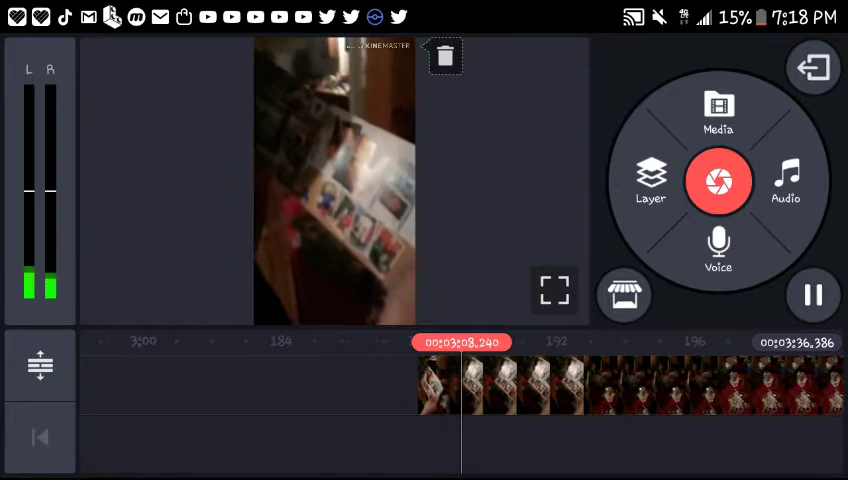 15% 7:18 PM
L R
KINEMASTER
Media
Layer
Audio
Voice
3:00 184 00:03:08,240 192 196 00:03:36,386